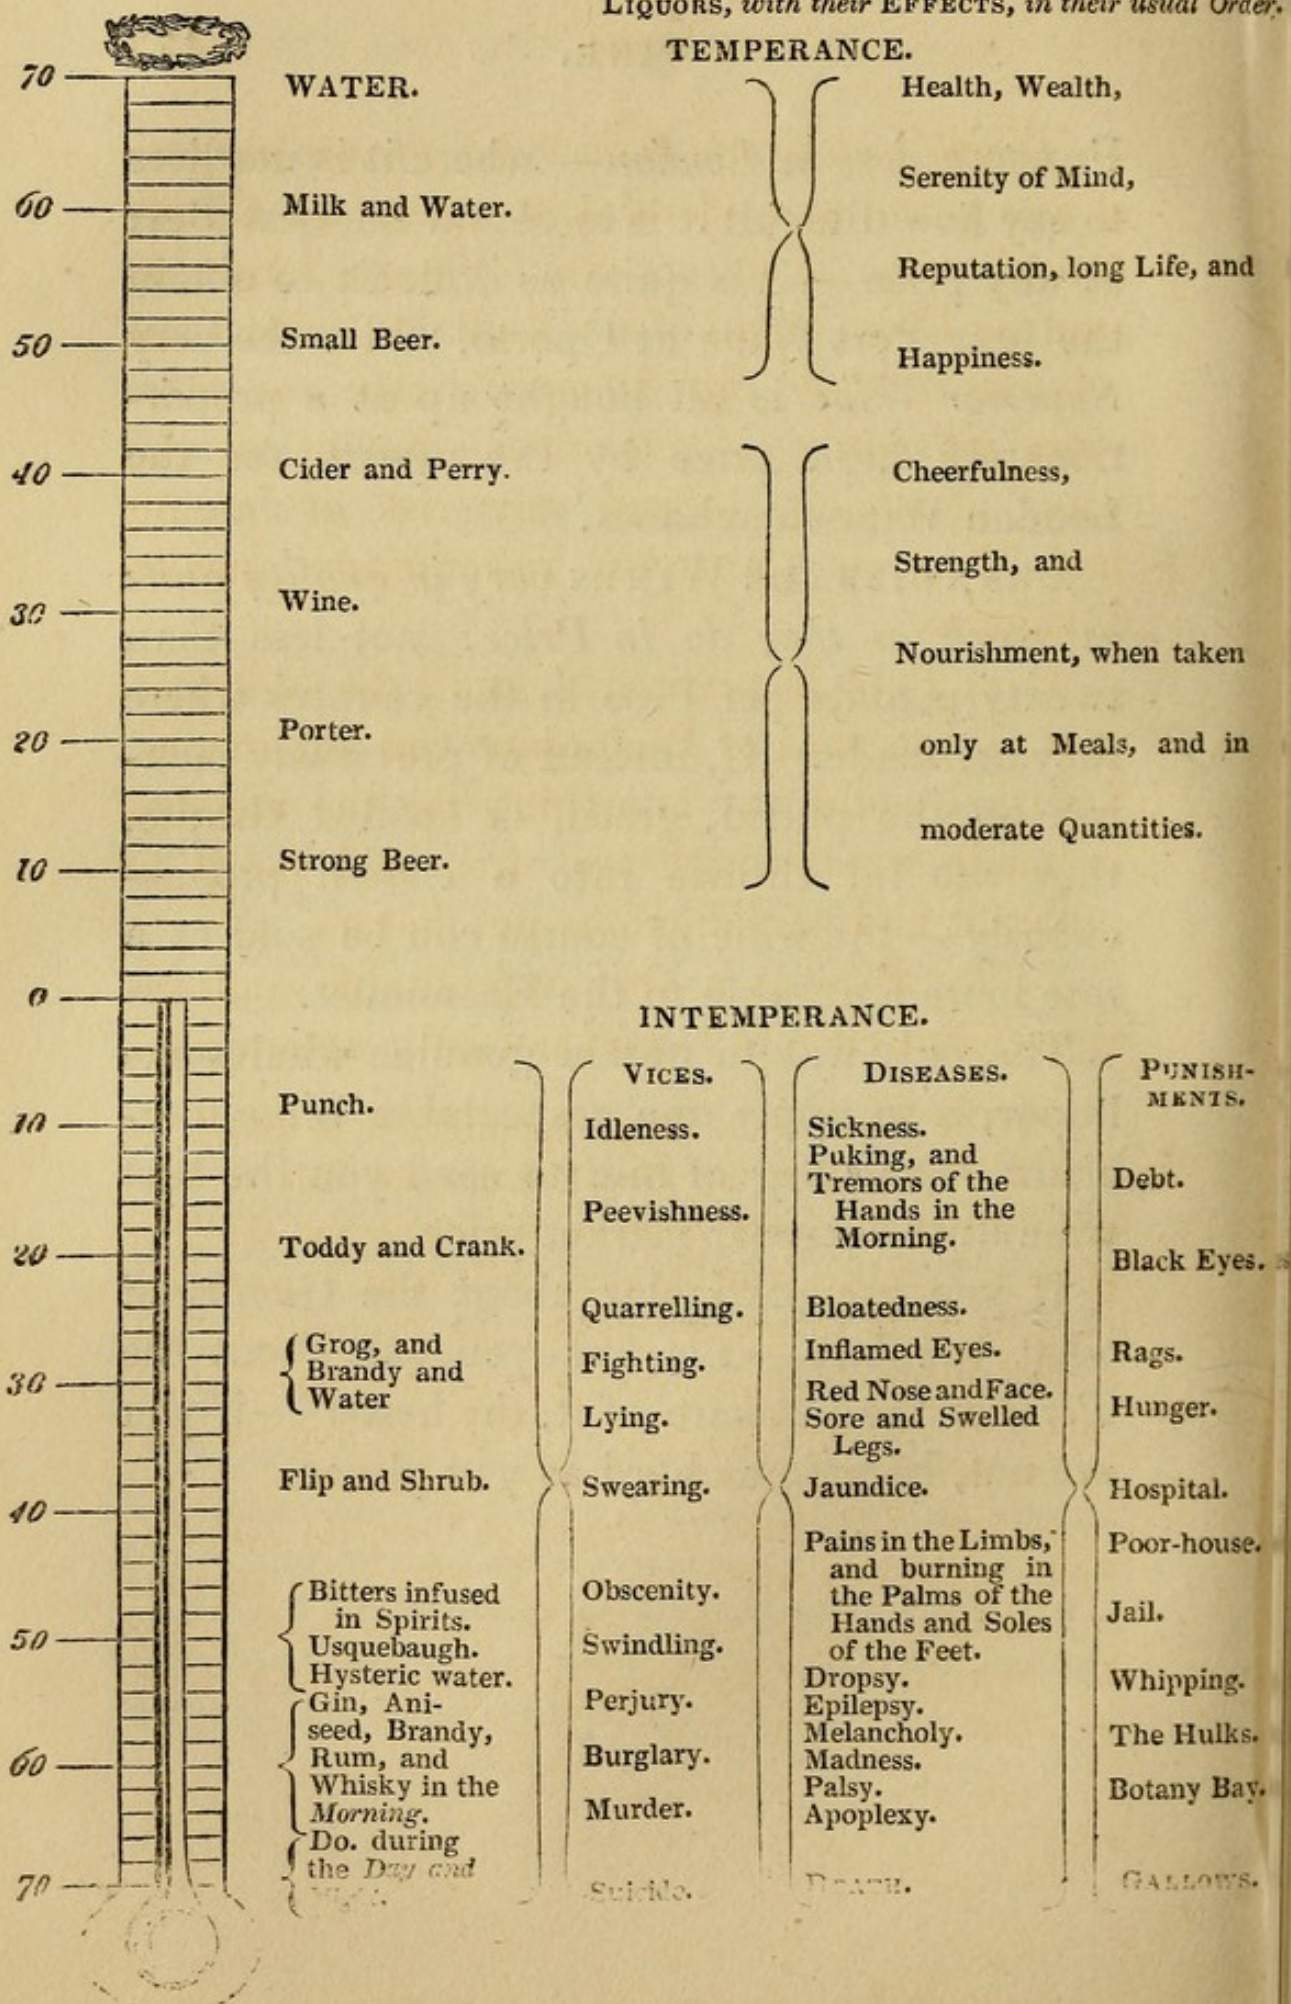 LIQUORS, with their EFFECTS, in their usual Order.
TEMPERANCE.
70
WATER.
Health, Wealth,
Serenity of Mind,
60
Milk and Water.
Reputation, long Life, and
50
Small Beer.
Happiness.
40
Cider and Perry.
Cheerfulness,
Strength, and
30
Wine.
Nourishment, when taken
20
Porter.
only at Meals, and in
moderate Quantities.
10
Strong Beer.
0
INTEMPERANCE.
10
20
30
40
50
60
70
Punch.
Toddy and Crank.
Grog, and
Brandy and
Water
Flip and Shrub.
Bitters infused
in Spirits.
Usquebaugh.
Hysteric water.
Gin, Ani-
seed, Brandy,
Rum, and
Whisky in the
Morning.
Do. during
the Day and
VICES.
Idleness.
Peevishness.
Quarrelling.
Fighting.
Lying.
Swearing.
Obscenity.
Swindling.
Perjury.
Burglary.
Murder.
Suicide.
DISEASES.
Sickness.
Puking, and
Tremors of the
Hands in the
Morning.
Bloatedness.
Inflamed Eyes.
Red Nose and Face.
Sore and Swelled
Legs.
Jaundice.
Pains in the Limbs,
and burning in
the Palms of the
Hands and Soles
of the Feet.
Dropsy.
Epilepsy.
Melancholy.
Madness.
Palsy.
Apoplexy.
DEATH.
PUNISH-
MENTS.
Debt.
Black Eyes.
Rags.
Hunger.
Hospital.
Poor-house.
Jail.
Whipping.
The Hulks.
Botany Bay.
GALLOWS.